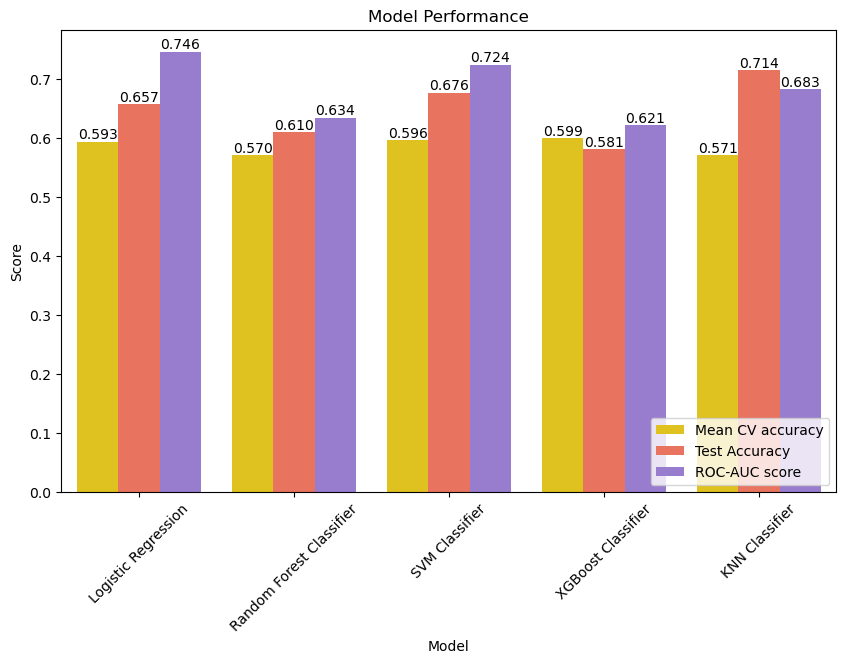 Model Performance
0.746
0.724
0.714
0.683
0.676
0.657
0.634
0.621
0.610
0.593
0.570
0.596
0.599
0.581
0.571
0.7
0.6
0.5
0.4
0.3
0.2
0.1
0.0
Score
Mean CV accuracy
Test Accuracy
ROC-AUC score
Logistic Regression
Random Forest Classifier
SVM Classifier
XGBoost Classifier
KNN Classifier
Model